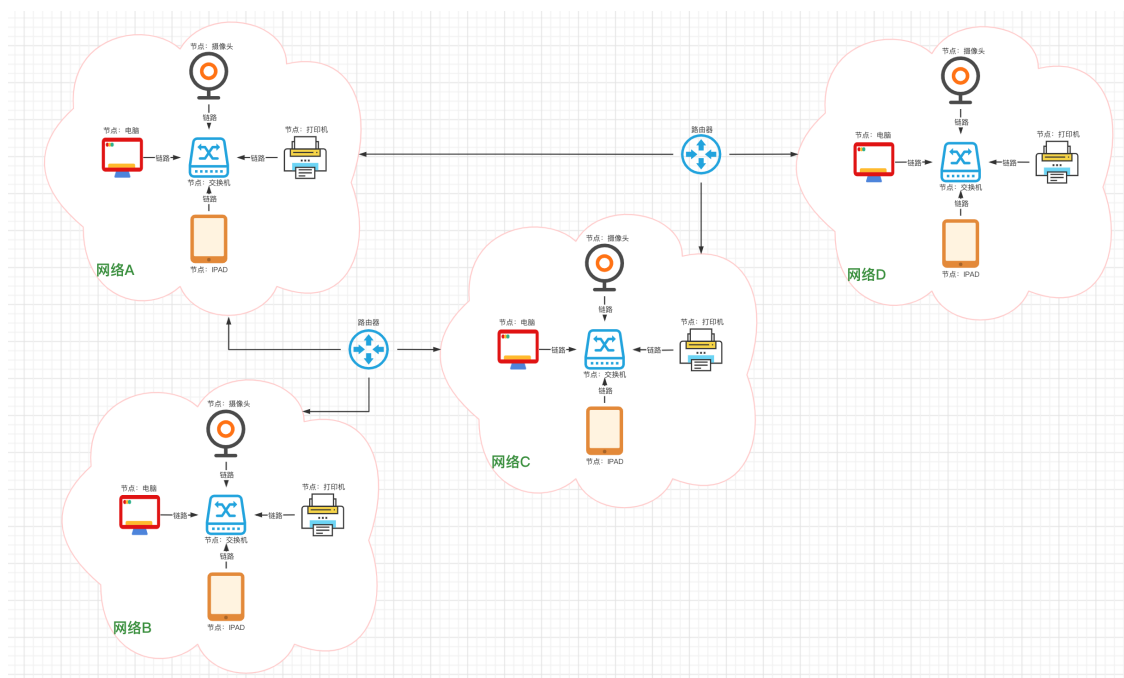 节点：摄像头
链路
节点：电脑
链路
链路
节点：打印机
节点：交换机
链路
节点：IPAD
网络A
路由器
节点：摄像头
链路
节点：电脑
链路
链路
节点：打印机
节点：交换机
链路
节点：IPAD
网络D
路由器
节点：摄像头
链路
节点：电脑
链路
链路
节点：打印机
节点：交换机
链路
节点：IPAD
网络C
节点：摄像头
链路
节点：电脑
链路
链路
节点：打印机
节点：交换机
链路
节点：IPAD
网络B